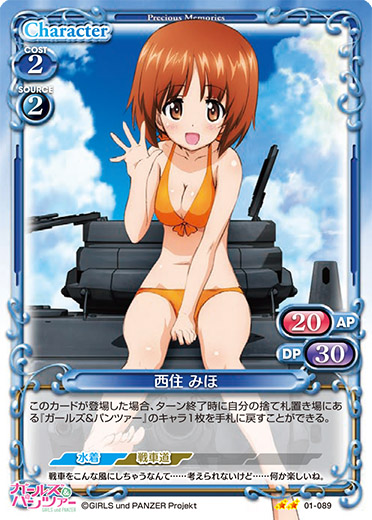 Precious Memories
Character
COST
2
SOURCE
2
20 AP
DP 30
西住 みほ
このカードが登場した場合、ターン終了時に自分の捨て札置き場にあ
る『ガールズ&パンツァー』のキャラ1枚を手札に戻すことができる。
水着 戦車道
戦車をこんな風にしちゃうなんて……考えられないけど……何か楽しいね。
ガールズ&パンツァー
GIRLS und PANZER
©GIRLS und PANZER Projekt
01-089